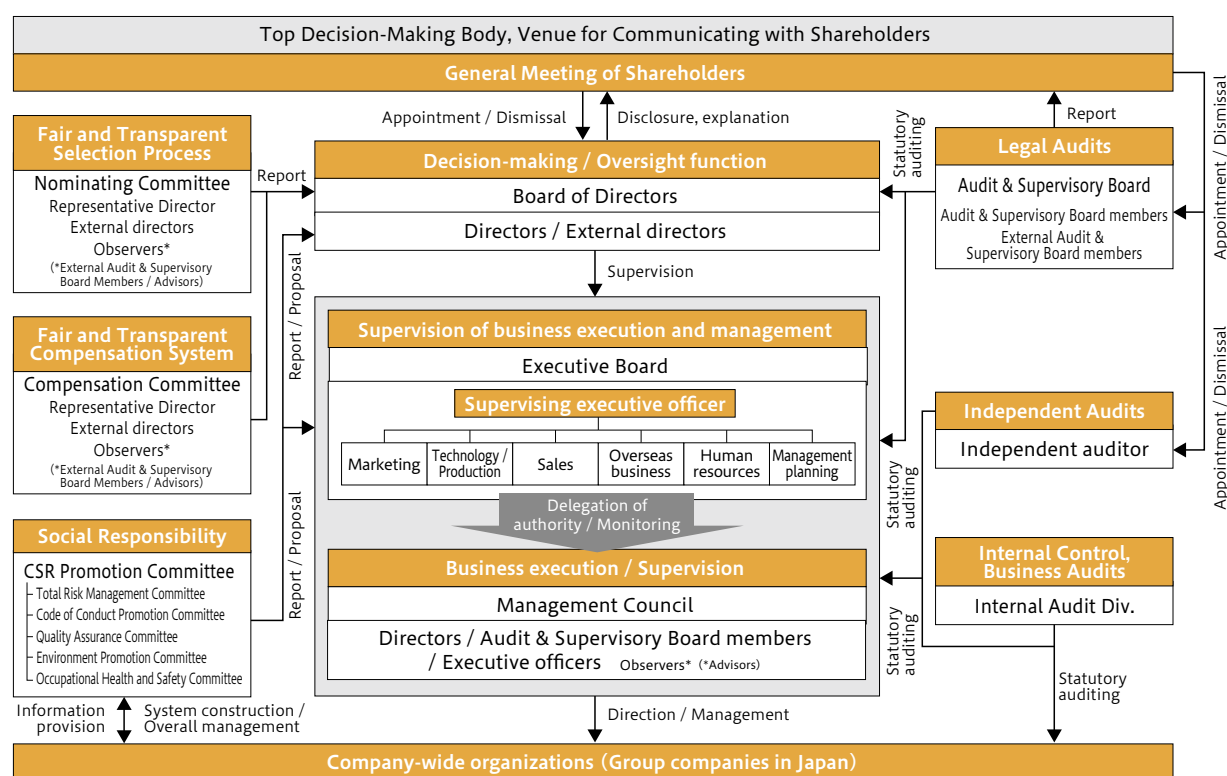 Top Decision-Making Body, Venue for Communicating with Shareholders
General Meeting of Shareholders
Appointment / Dismissal
Disclosure, explanation
Report
Appointment / Dismissal
Fair and Transparent
Selection Process
Nominating Committee
Representative Director
External directors
Observers*
(*External Audit & Supervisory
Board Members / Advisors)
Report
Decision-making / Oversight function
Board of Directors
Directors / External directors
Statutory
auditing
Legal Audits
Audit & Supervisory Board
Audit & Supervisory Board members
External Audit &
Supervisory Board members
Supervision
Report / Proposal
Fair and Transparent
Compensation System
Compensation Committee
Representative Director
External directors
Observers*
(*External Audit & Supervisory
Board Members / Advisors)
Supervision of business execution and management
Executive Board
Supervising executive officer
Marketing
Technology /
Production
Sales
Overseas
business
Human
resources
Management
planning
Independent Audits
Independent auditor
Appointment / Dismissal
Delegation of
authority / Monitoring
Statutory
auditing
Report / Proposal
Social Responsibility
CSR Promotion Committee
Total Risk Management Committee
Code of Conduct Promotion Committee
Quality Assurance Committee
Environment Promotion Committee
Occupational Health and Safety Committee
Business execution / Supervision
Management Council
Directors / Audit & Supervisory Board members
/ Executive officers Observers* (*Advisors)
Statutory
auditing
Internal Control,
Business Audits
Internal Audit Div.
Statutory
auditing
Information
provision
System construction /
Overall management
Direction / Management
Company-wide organizations (Group companies in Japan)